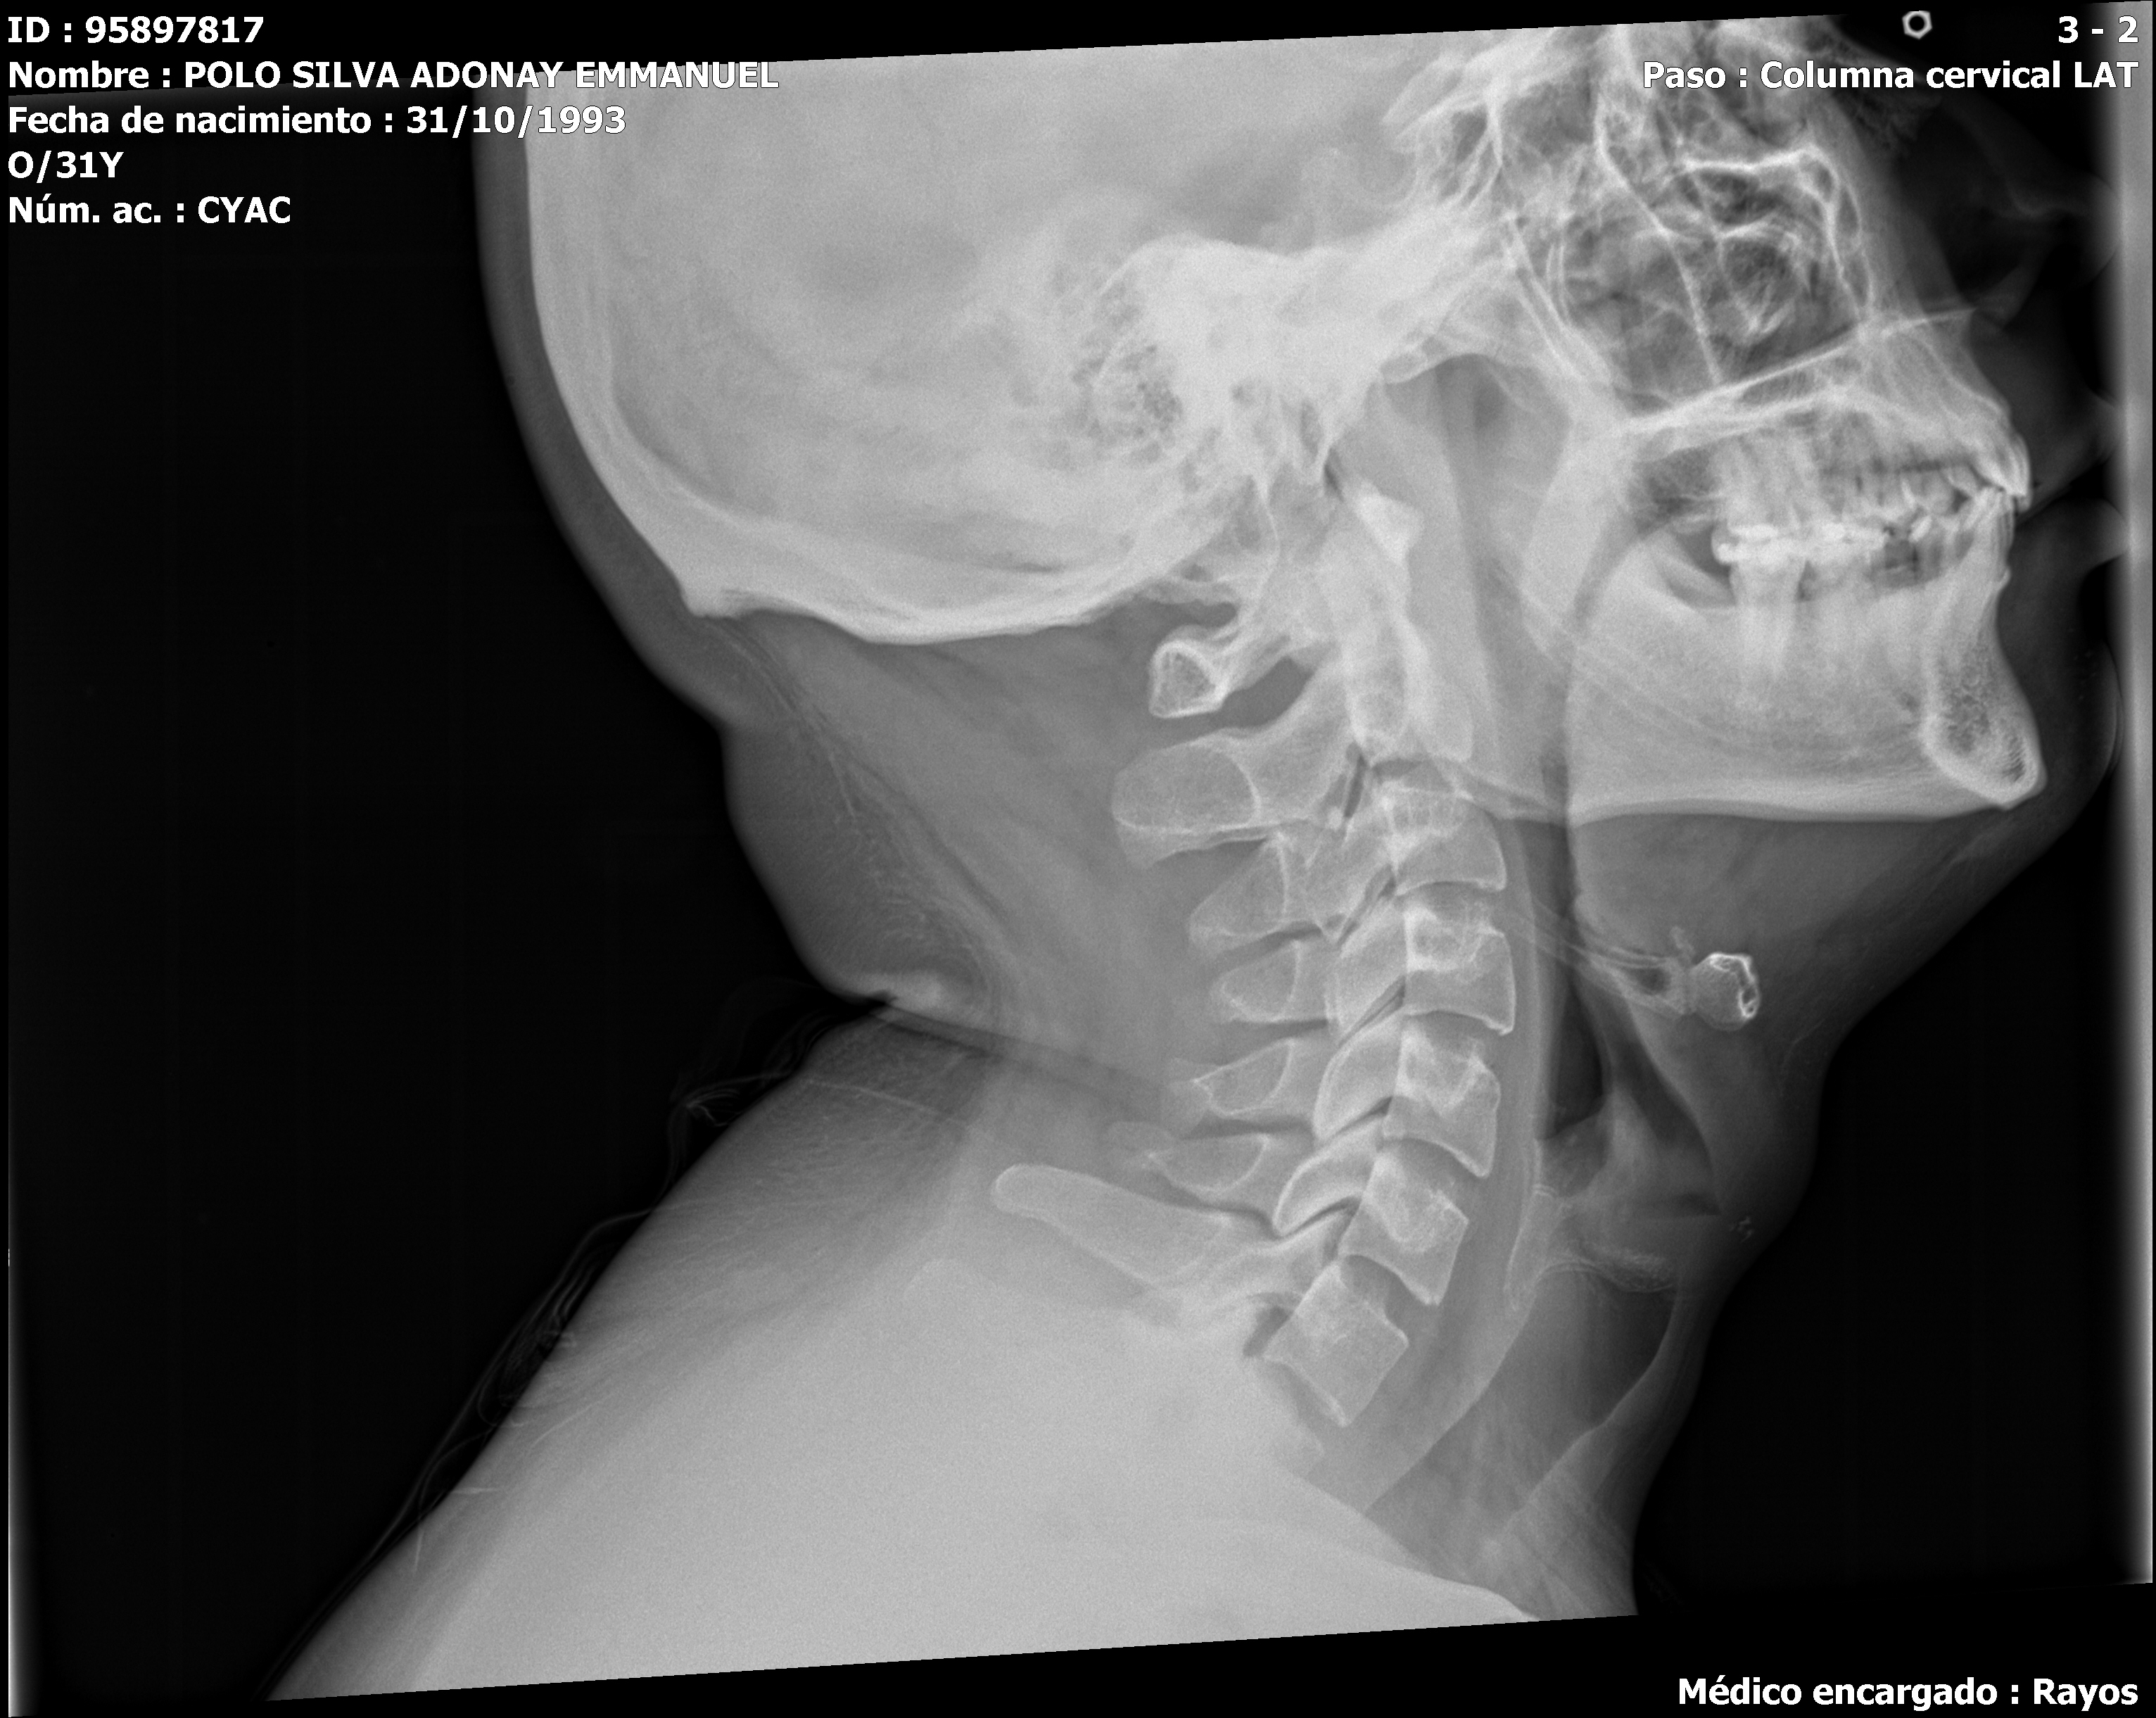 ID : 95897817
Nombre : POLO SILVA ADONAY EMMANUEL
Fecha de nacimiento : 31/10/1993
O/31Y
Núm. ac. : CYAC
3 - 2
Paso : Columna cervical LAT
Médico encargado : Rayos